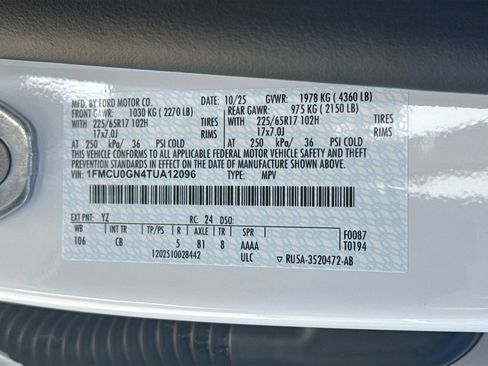 MFD. BY FORD MOTOR CO. DATE: 10/25 GVWR: 1978 KG ( 4360 LB)
FRONT GAWR: 1030 KG ( 2270 LB) REAR GAWR: 975 KG ( 2150 LB)
225/65R17 102H TIRES 225/65R17 102H TIRES
17x7.0J RIMS 17x7.0J RIMS
AT 250 kPa/ 36 PSI COLD AT 250 kPa/ 36 PSI COLD
THIS VEHICLE CONFORMS TO ALL APPLICABLE FEDERAL MOTOR VEHICLE SAFETY, BUMPER,
AND THEFT PREVENTION STANDARDS IN EFFECT ON THE DATE OF MANUFACTURE SHOWN ABOVE.
VIN: 1FMCU0GN4TUA12096 TYPE: MPV
EXT PNT: YZ RC: 24 DSO:
WB INT TR TP/PS R AXLE TR SPR F0087
106 CB 5 B1 8 AAAA T0194
1202510028442 ULC RU5A-3520472-AB